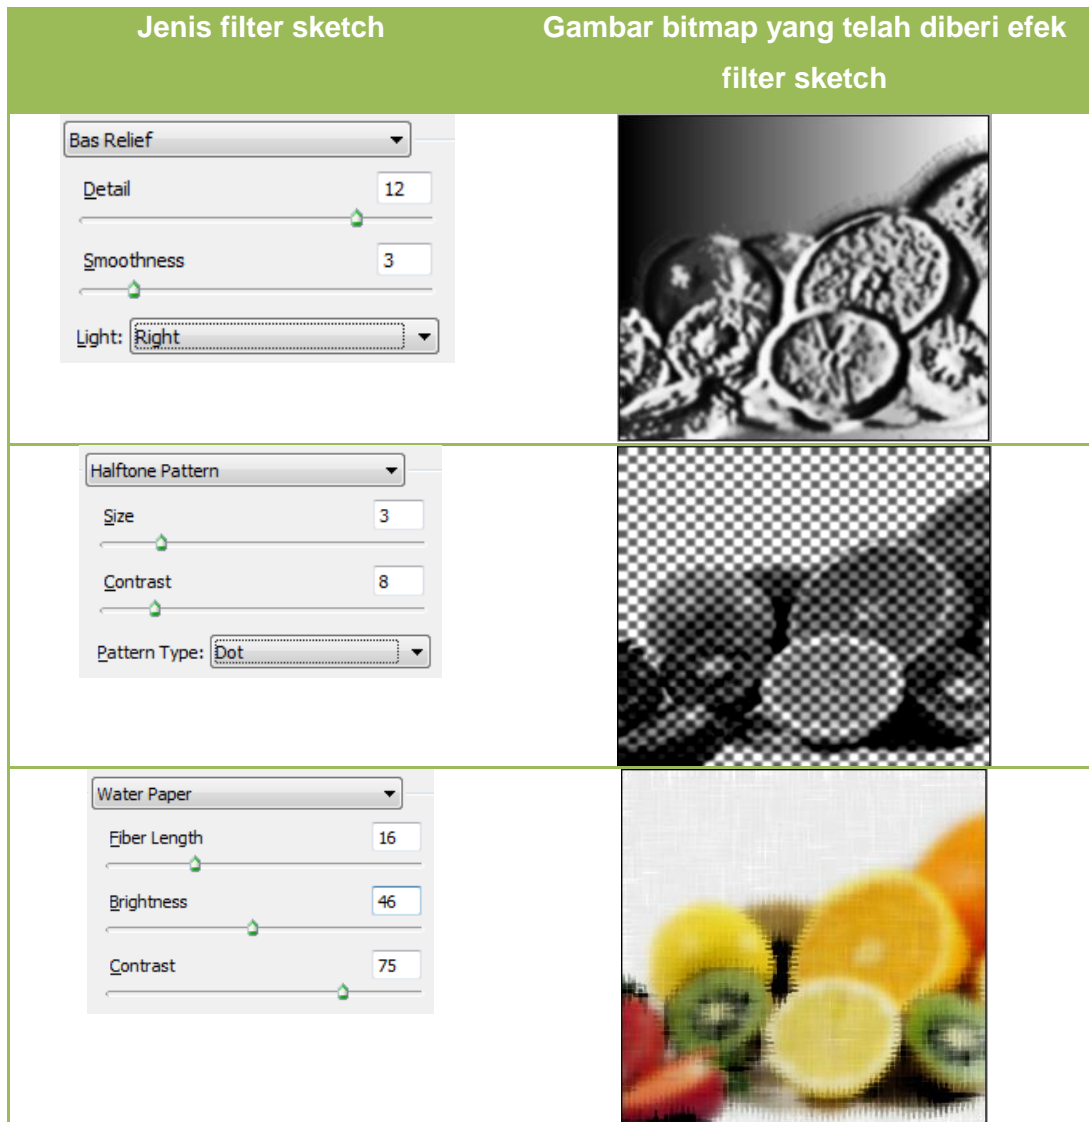 Jenis filter sketch
Gambar bitmap yang telah diberi efek
filter sketch
Bas Relief
Detail 12
Smoothness 3
Light: Right
Halftone Pattern
Size 3
Contrast 8
Pattern Type: Dot
Water Paper
Fiber Length 16
Brightness 46
Contrast 75